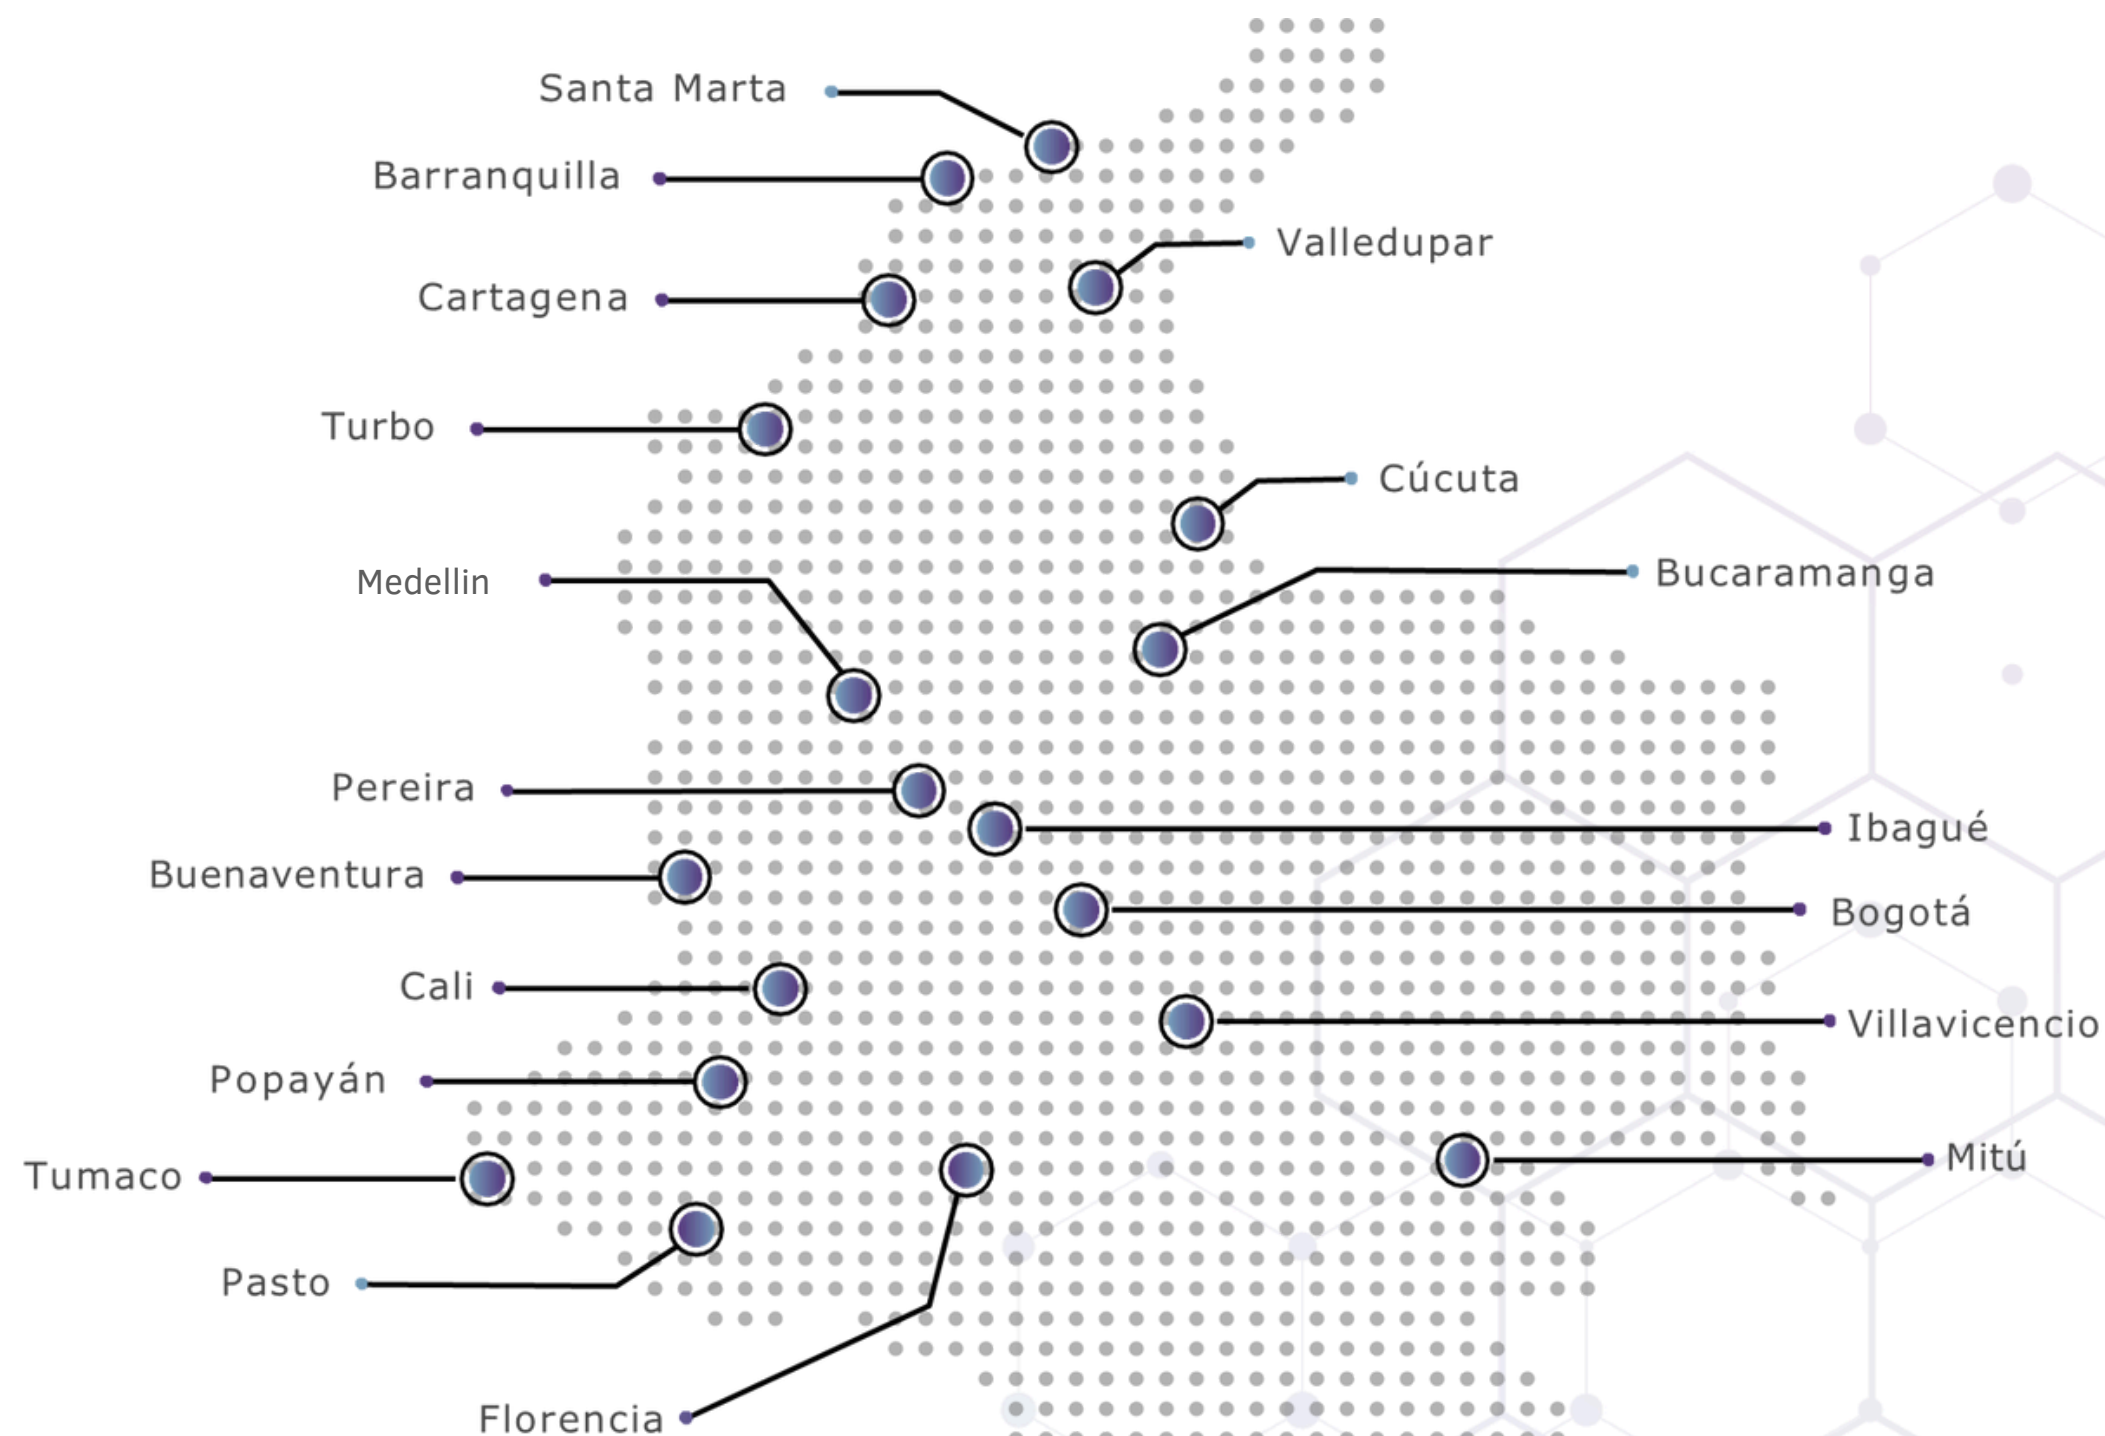 Santa Marta
Barranquilla
Valledupar
Cartagena
Turbo
Cúcuta
Medellin
Bucaramanga
Pereira
Ibagué
Buenaventura
Bogotá
Cali
Villavicencio
Popayán
Mitú
Tumaco
Pasto
Florencia